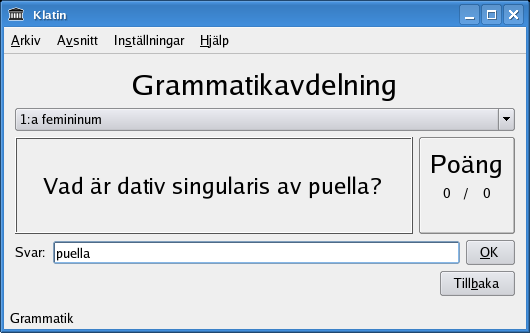 Klatin
Arkiv Avsnitt Inställningar Hjälp
Grammatikavdelning
1:a femininum
Vad är dativ singularis av puella?
Poäng
0 / 0
Svar: puella OK
Tillbaka
Grammatik